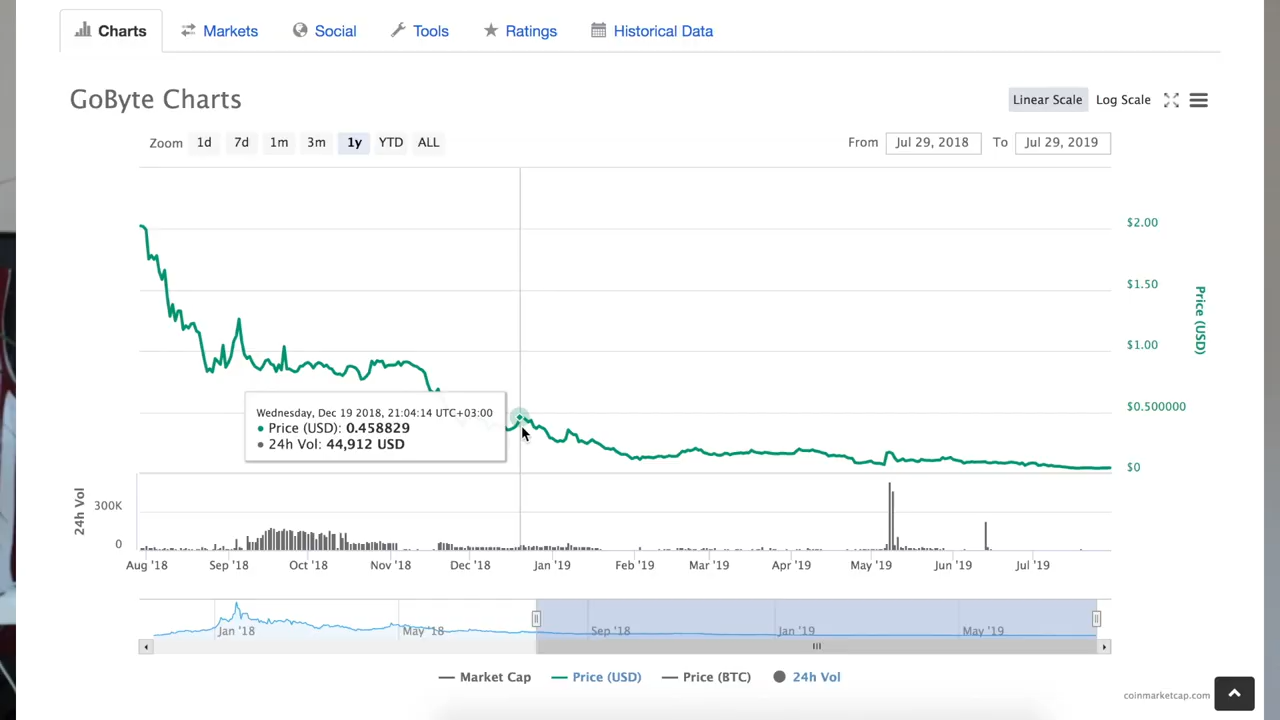 Charts Markets Social Tools Ratings Historical Data
GoByte Charts
Linear Scale Log Scale
Zoom 1d 7d 1m 3m 1y YTD ALL From Jul 29, 2018 To Jul 29, 2019
$2.00
$1.50
$1.00
$0.500000
$0
Price (USD)
Wednesday, Dec 19 2018, 21:04:14 UTC+03:00
Price (USD): 0.458829
24h Vol: 44,912 USD
24h Vol
300K
0
Aug '18 Sep '18 Oct '18 Nov '18 Dec '18 Jan '19 Feb '19 Mar '19 Apr '19 May '19 Jun '19 Jul '19
Jan '18 May '18 Sep '18 Jan '19 May '19
Market Cap Price (USD) Price (BTC) 24h Vol
coinmarketcap.com